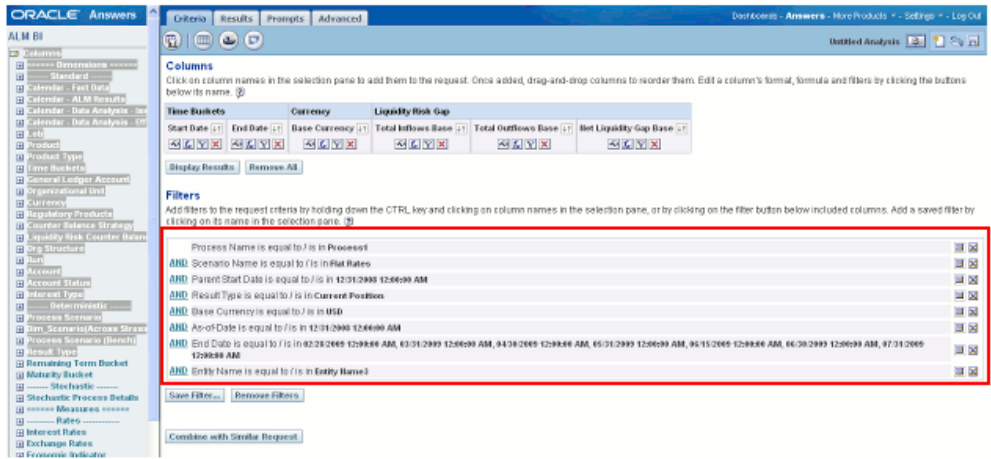 ORACLE Answers
Criteria Results Prompts Advanced
Dashboards - Answers - More Products - Settings - Log Out
ALM BI
Untitled Analysis
Columns
====== Dimensions ======
------ Standard ------
Calendar - Fact Data
Calendar - ALM Results
Calendar - Data Analysis -
Calendar - Data Analysis - Eff
Lob
Product
Product Type
Time Buckets
General Ledger Account
Organizational Unit
Currency
Regulatory Products
Counter Balance Strategy
Liquidity Risk Counter Balan
Org Structure
Run
Account
Account Status
Interest Type
------ Deterministic ------
Process Scenario
Dim_Scenario(Across Stress
Process Scenario (Bench)
Result Type
Remaining Term Bucket
Maturity Bucket
------ Stochastic ------
Stochastic Process Details
====== Measures ======
-------- Rates -----------
Interest Rates
Exchange Rates
Economic Indicator
Columns
Click on column names in the selection pane to add them to the request. Once added, drag-and-drop columns to reorder them. Edit a column's format, formula and filters by clicking the buttons
below its name.
Time Buckets Currency Liquidity Risk Gap
Start Date End Date Base Currency Total Inflows Base Total Outflows Base Net Liquidity Gap Base
Display Results Remove All
Filters
Add filters to the request criteria by holding down the CTRL key and clicking on column names in the selection pane, or by clicking on the filter button below included columns. Add a saved filter by
clicking on its name in the selection pane.
Process Name is equal to / is in Process1
AND Scenario Name is equal to / is in Flat Rates
AND Parent Start Date is equal to / is in 12/31/2008 12:00:00 AM
AND Result Type is equal to / is in Current Position
AND Base Currency is equal to / is in USD
AND As-of-Date is equal to / is in 12/31/2008 12:00:00 AM
AND End Date is equal to / is in 02/28/2009 12:00:00 AM, 03/31/2009 12:00:00 AM, 04/30/2009 12:00:00 AM, 05/31/2009 12:00:00 AM, 06/15/2009 12:00:00 AM, 06/30/2009 12:00:00 AM, 07/31/2009
12:00:00 AM
AND Entity Name is equal to / is in Entity Name3
Save Filter... Remove Filters
Combine with Similar Request